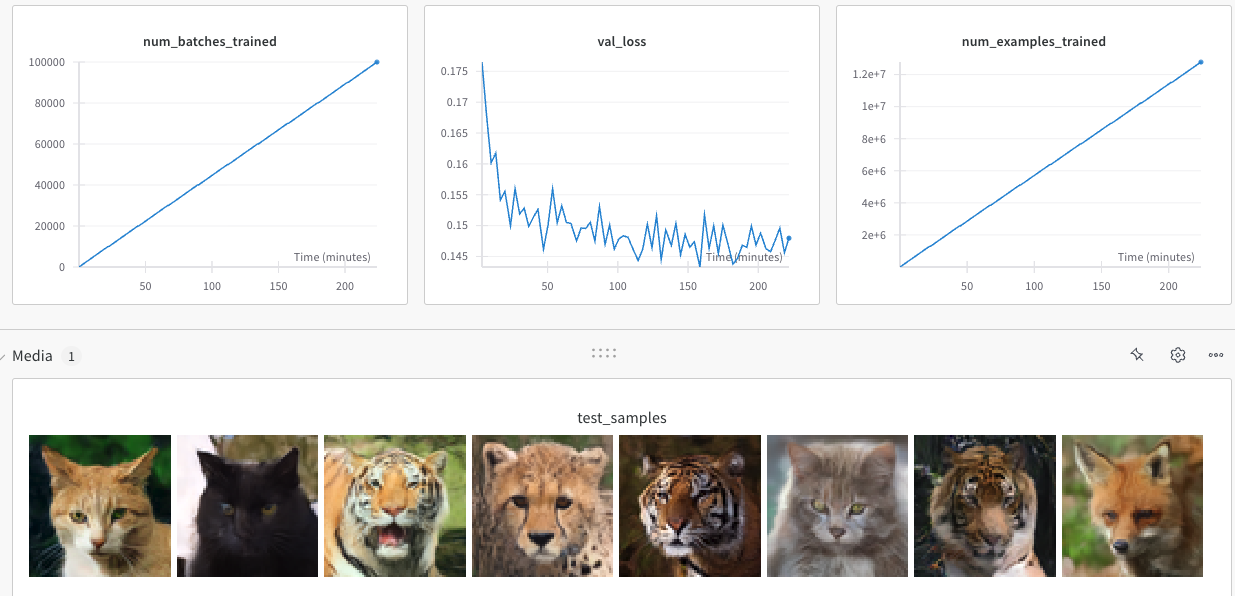 num_batches_trained
100000
80000
60000
40000
20000
0
Time (minutes)
50 100 150 200
val_loss
0.175
0.17
0.165
0.16
0.155
0.15
0.145
Time (minutes)
50 100 150 200
num_examples_trained
1.2e+7
1e+7
8e+6
6e+6
4e+6
2e+6
Time (minutes)
50 100 150 200
Media 1
test_samples